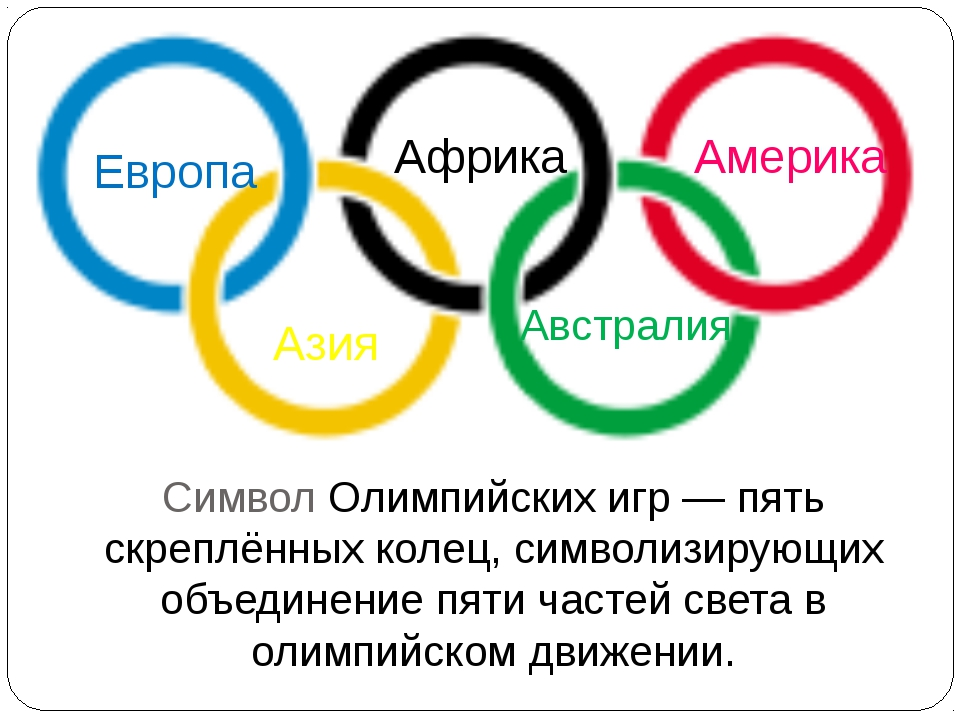 Европа
Африка
Америка
Азия
Австралия
Символ Олимпийских игр — пять
скреплённых колец, символизирующих
объединение пяти частей света в
олимпийском движении.